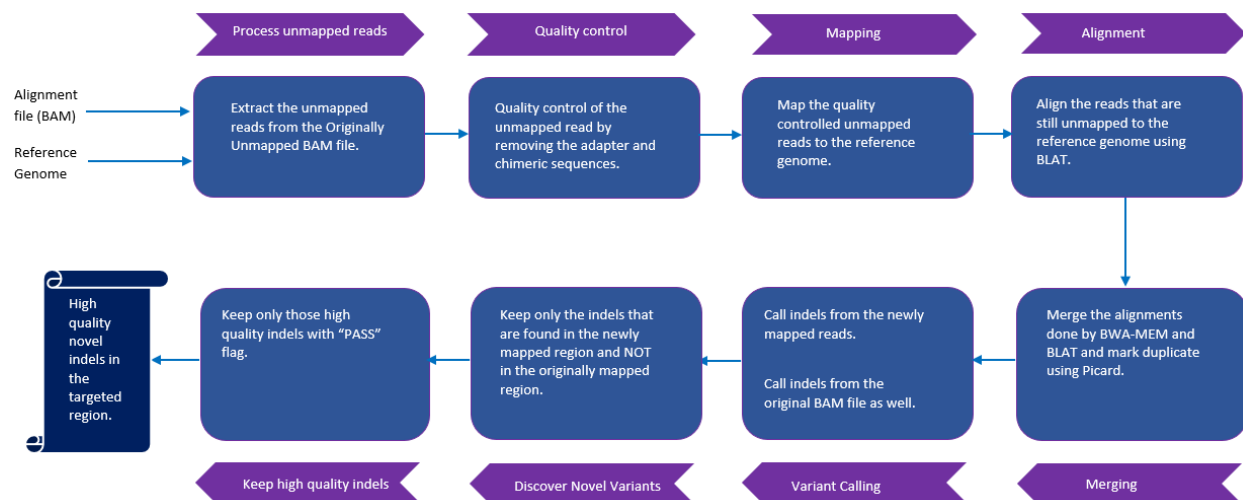 Process unmapped reads
Quality control
Mapping
Alignment
Alignment
file (BAM)
Reference
Genome
Extract the unmapped
reads from the Originally
Unmapped BAM file.
Quality control of the
unmapped read by
removing the adapter and
chimeric sequences.
Map the quality
controlled unmapped
reads to the reference
genome.
Align the reads that are
still unmapped to the
reference genome using
BLAT.
Merge the alignments
done by BWA-MEM and
BLAT and mark duplicate
using Picard.
Call indels from the newly
mapped reads.
Call indels from the
original BAM file as well.
Keep only the indels that
are found in the newly
mapped region and NOT
in the originally mapped
region.
Keep only those high
quality indels with “PASS”
flag.
High
quality
novel
indels in
the
targeted
region.
Keep high quality indels
Discover Novel Variants
Variant Calling
Merging